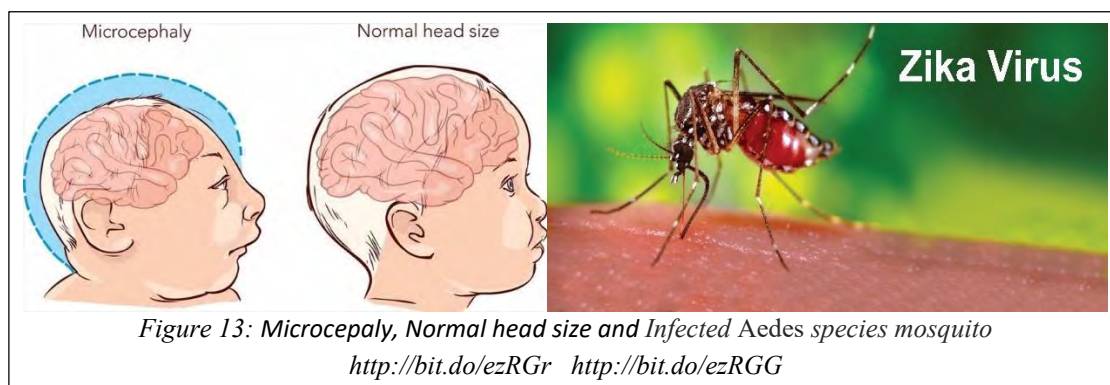 Microcephaly
Normal head size
Zika Virus
Figure 13: Microcepaly, Normal head size and Infected Aedes species mosquito
http://bit.do/ezRGr http://bit.do/ezRGG